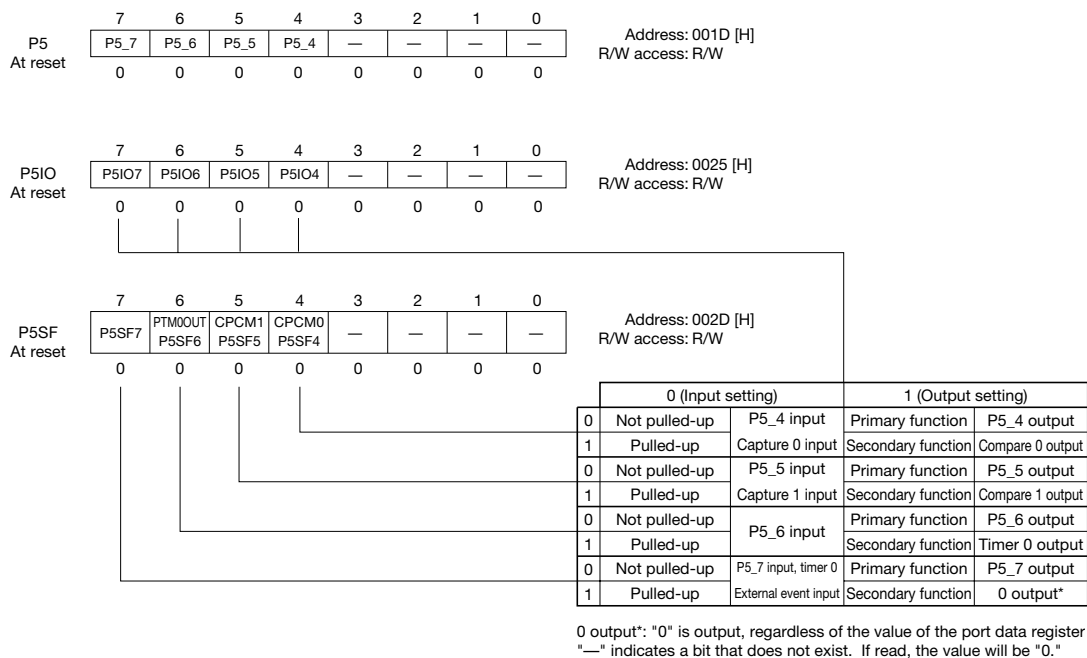 7 6 5 4 3 2 1 0
P5 P5_7 P5_6 P5_5 P5_4 — — — — Address: 001D [H]
At reset 0 0 0 0 0 0 0 0 R/W access: R/W
7 6 5 4 3 2 1 0
P5IO P5IO7 P5IO6 P5IO5 P5IO4 — — — — Address: 0025 [H]
At reset 0 0 0 0 0 0 0 0 R/W access: R/W
7 6 5 4 3 2 1 0
P5SF P5SF7 PTM0OUT CPCM1 CPCM0 — — — — Address: 002D [H]
P5SF6 P5SF5 P5SF4
At reset 0 0 0 0 0 0 0 0 R/W access: R/W
0 (Input setting) 1 (Output setting)
0 Not pulled-up P5_4 input Primary function P5_4 output
1 Pulled-up Capture 0 input Secondary function Compare 0 output
0 Not pulled-up P5_5 input Primary function P5_5 output
1 Pulled-up Capture 1 input Secondary function Compare 1 output
0 Not pulled-up P5_6 input Primary function P5_6 output
1 Pulled-up Secondary function Timer 0 output
0 Not pulled-up P5_7 input, timer 0 Primary function P5_7 output
1 Pulled-up External event input Secondary function 0 output*
0 output*: "0" is output, regardless of the value of the port data register
"—" indicates a bit that does not exist. If read, the value will be "0."